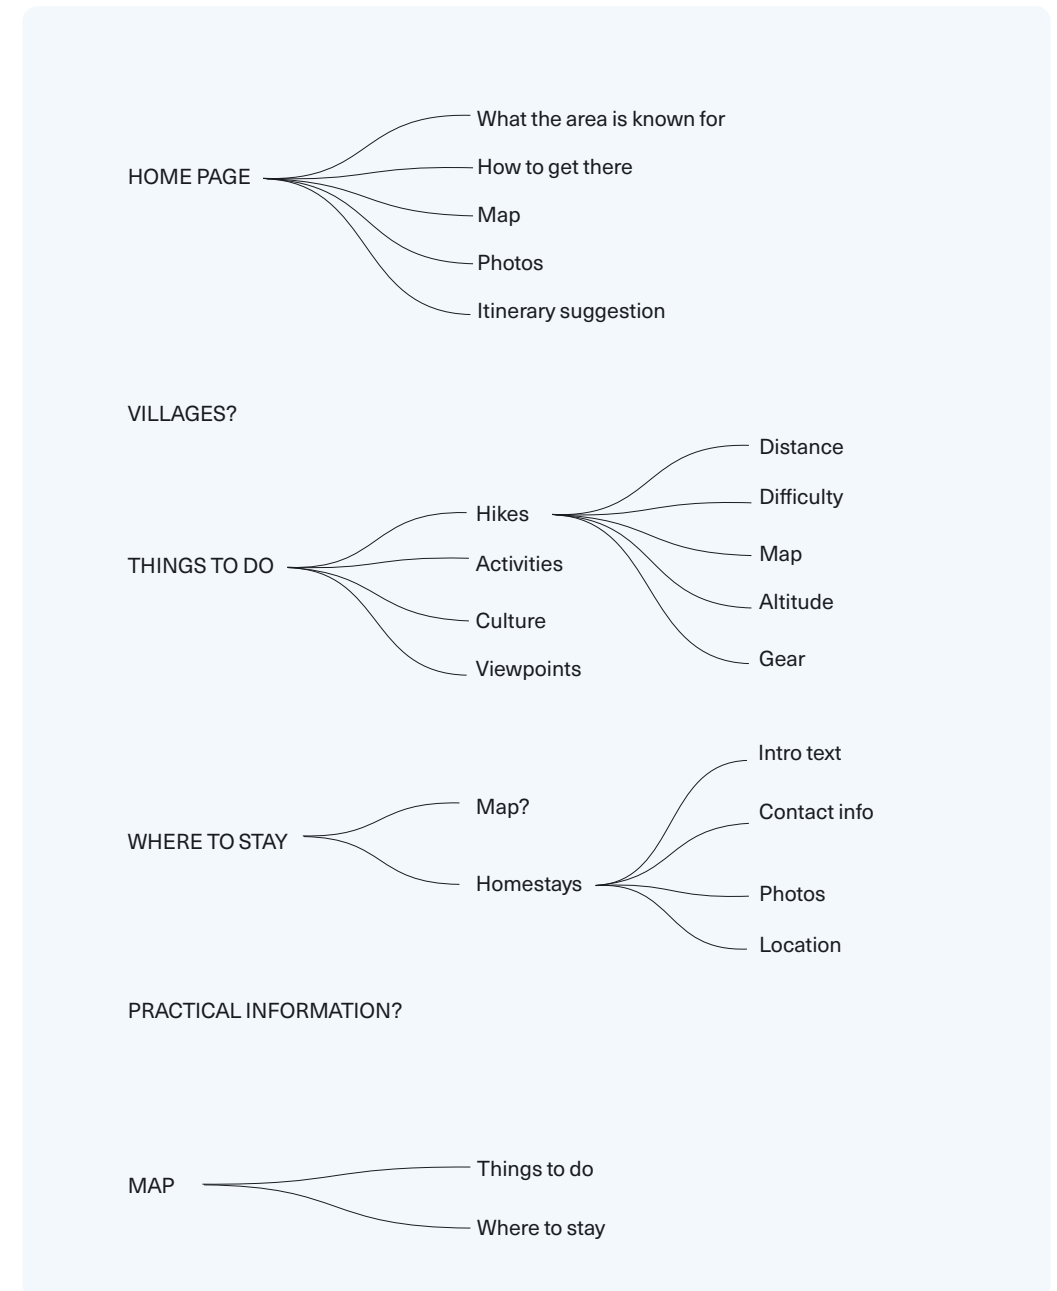 HOME PAGE
What the area is known for
How to get there
Map
Photos
Itinerary suggestion
VILLAGES?
THINGS TO DO
Hikes
Distance
Difficulty
Map
Altitude
Gear
Activities
Culture
Viewpoints
WHERE TO STAY
Map?
Homestays
Intro text
Contact info
Photos
Location
PRACTICAL INFORMATION?
MAP
Things to do
Where to stay